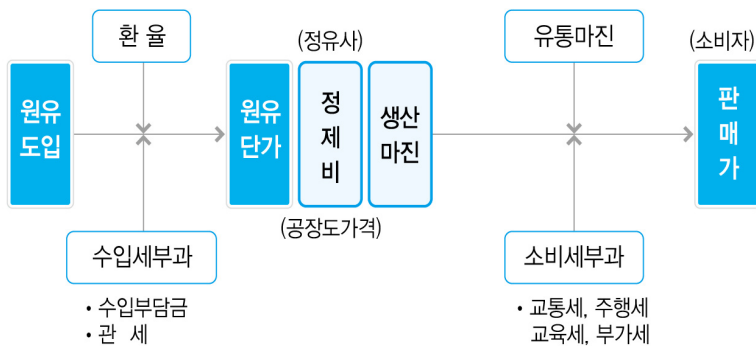 환 율
(정유사)
유통마진
(소비자)
원유
도입
원유
단가
정
제
비
생산
마진
판
매
가
(공장도가격)
수입세부과
소비세부과
• 수입부담금
• 관 세
• 교통세, 주행세
교육세, 부가세